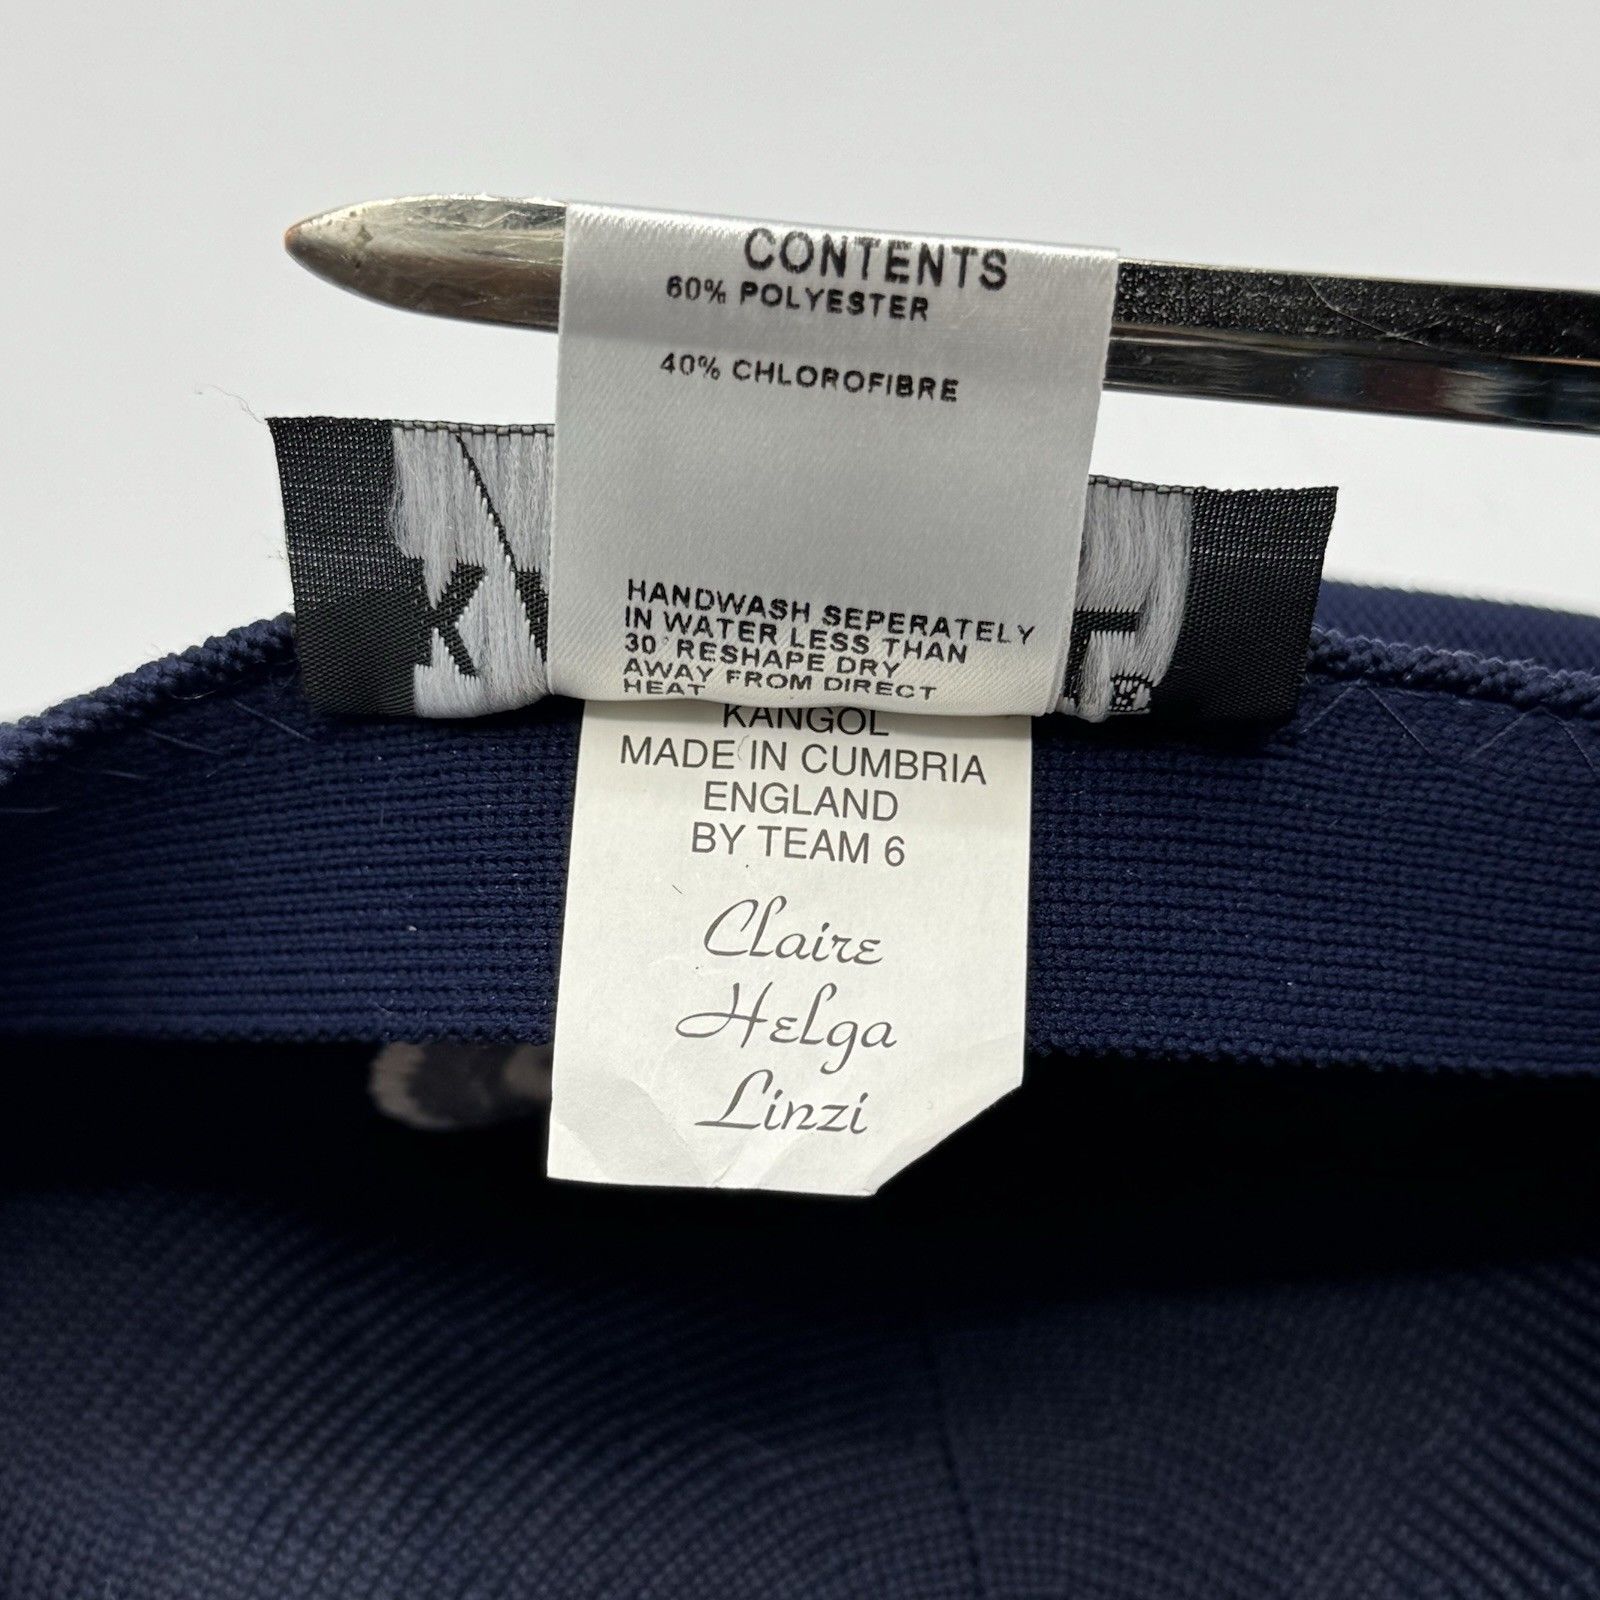 CONTENTS
60% POLYESTER
40% CHLOROFIBRE
HANDWASH SEPERATELY
IN WATER LESS THAN
30° RESHAPE DRY
AWAY FROM DIRECT
HEAT
KANGOL
MADE IN CUMBRIA
ENGLAND
BY TEAM 6
Claire
Helga
Linzi